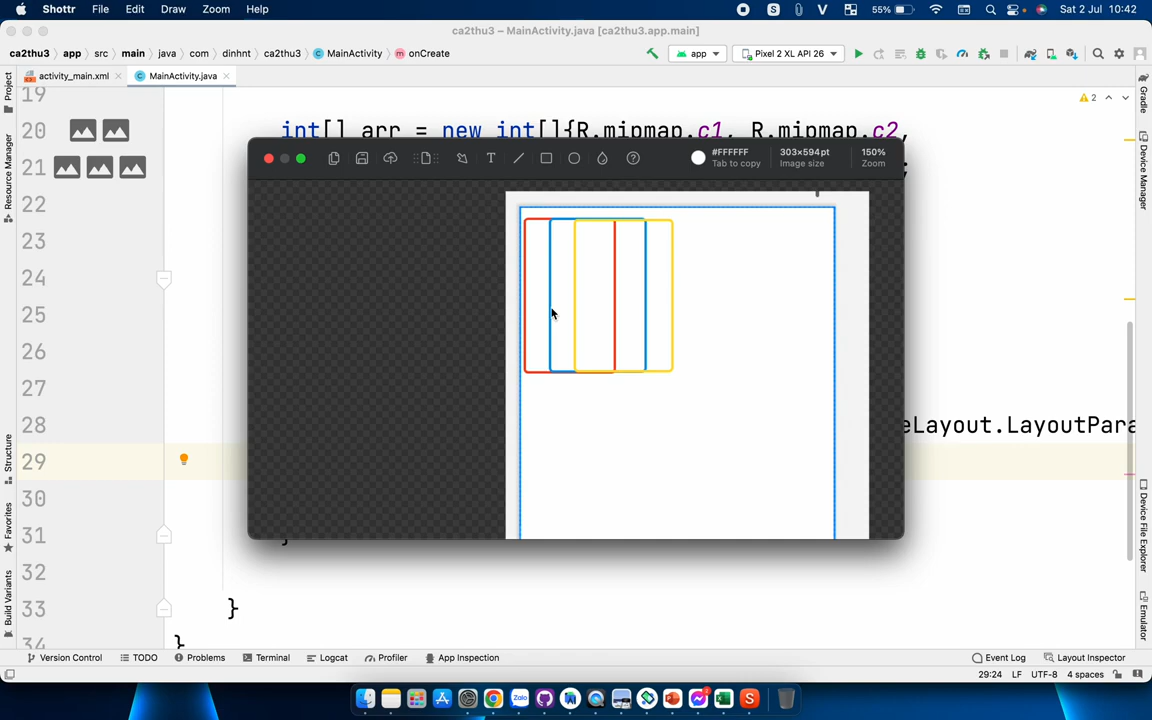 Shottr File Edit Draw Zoom Help 55% Sat 2 Jul 10:42
ca2thu3 – MainActivity.java [ca2thu3.app.main]
ca2thu3 app src main java com dinhnt ca2thu3 MainActivity onCreate app Pixel 2 XL API 26
activity_main.xml MainActivity.java
19
20 int[] arr = new int[]{R.mipmap.c1, R.mipmap.c2,
21 ;
22
23
24
25
26
27
28 eLayout.LayoutPara
29
30
31 }
32
33 }
34 }
2
T #FFFFFF 303×594pt 150%
Tab to copy Image size Zoom
Project
Resource Manager
Structure
Favorites
Build Variants
Gradle
Device Manager
Device File Explorer
Emulator
Version Control TODO Problems Terminal Logcat Profiler App Inspection Event Log Layout Inspector
29:24 LF UTF-8 4 spaces
Zalo
2